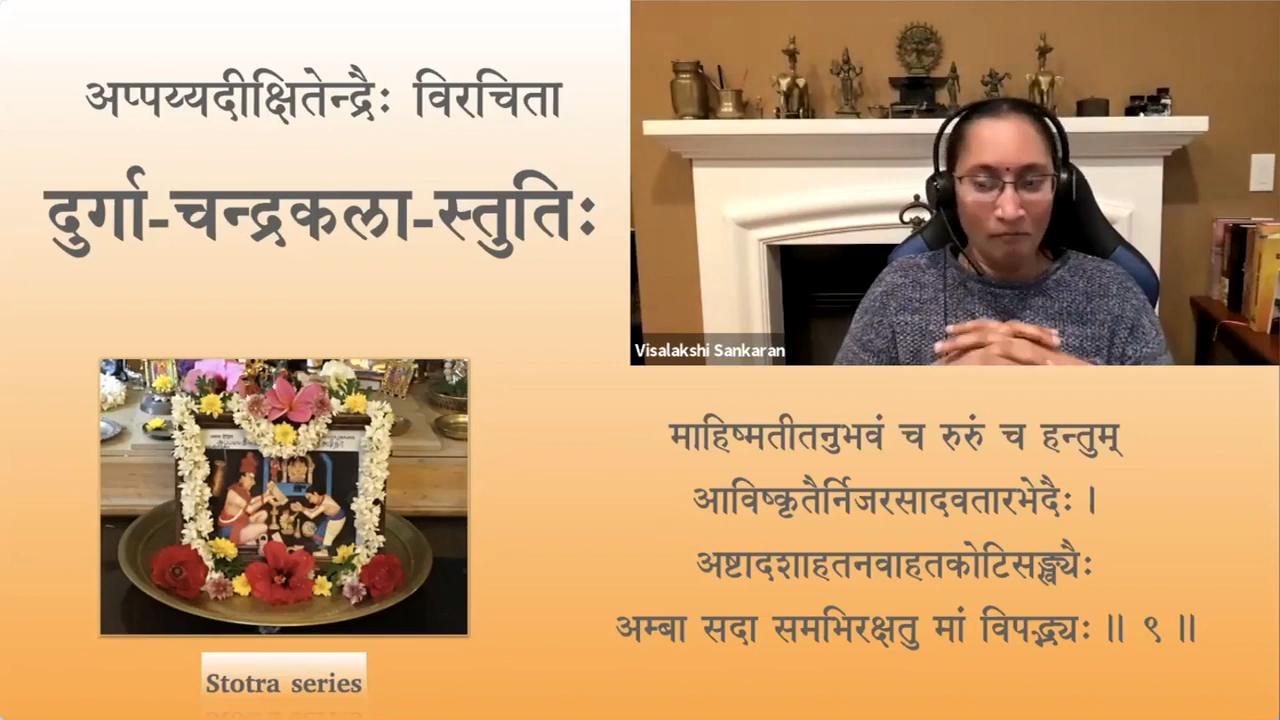 अप्पय्यदीक्षितेन्द्रैः विरचिता
दुर्गा-चन्द्रकला-स्तुतिः
Visalakshi Sankaran
माहिष्मतीतनुभवं च रुरुं च हन्तुम्
आविष्कृतैर्निजरसादवतारभेदैः ।
अष्टादशाहतनवाहतकोटिसङ्ख्यैः
अम्बा सदा समभिरक्षतु मां विपद्भ्यः ॥ ९ ॥
Stotra series